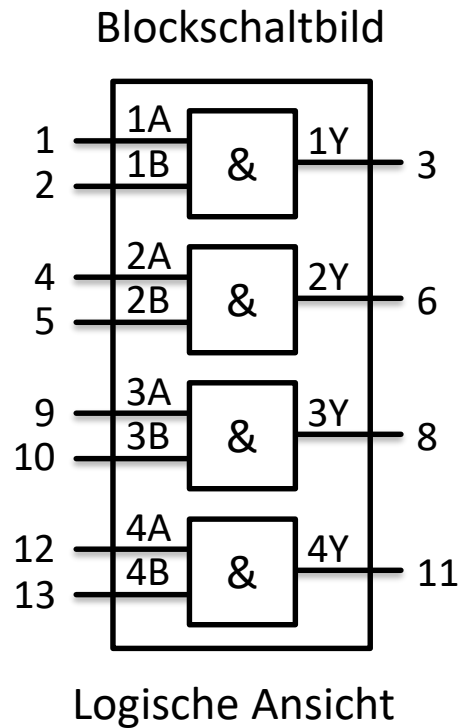 Blockschaltbild
1 1A & 1Y 3
2 1B
4 2A & 2Y 6
5 2B
9 3A & 3Y 8
10 3B
12 4A & 4Y 11
13 4B
Logische Ansicht